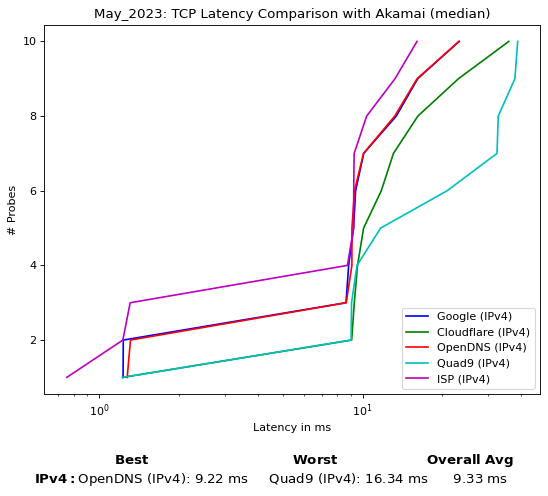 May_2023: TCP Latency Comparison with Akamai (median)
10
8
6
4
2
# Probes
Google (IPv4)
Cloudflare (IPv4)
OpenDNS (IPv4)
Quad9 (IPv4)
ISP (IPv4)
10⁰ 10¹
Latency in ms
Best Worst Overall Avg
IPv4: OpenDNS (IPv4): 9.22 ms Quad9 (IPv4): 16.34 ms 9.33 ms